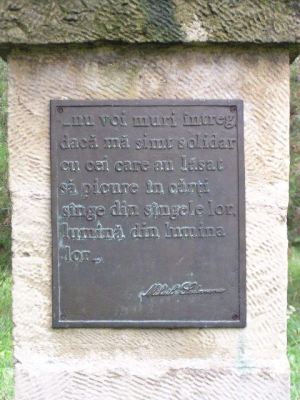 „nu voi muri întreg
dacă mă simt solidar
cu cei care au lăsat
să picure în cărți
sînge din sîngele lor,
lumină din lumina
lor„